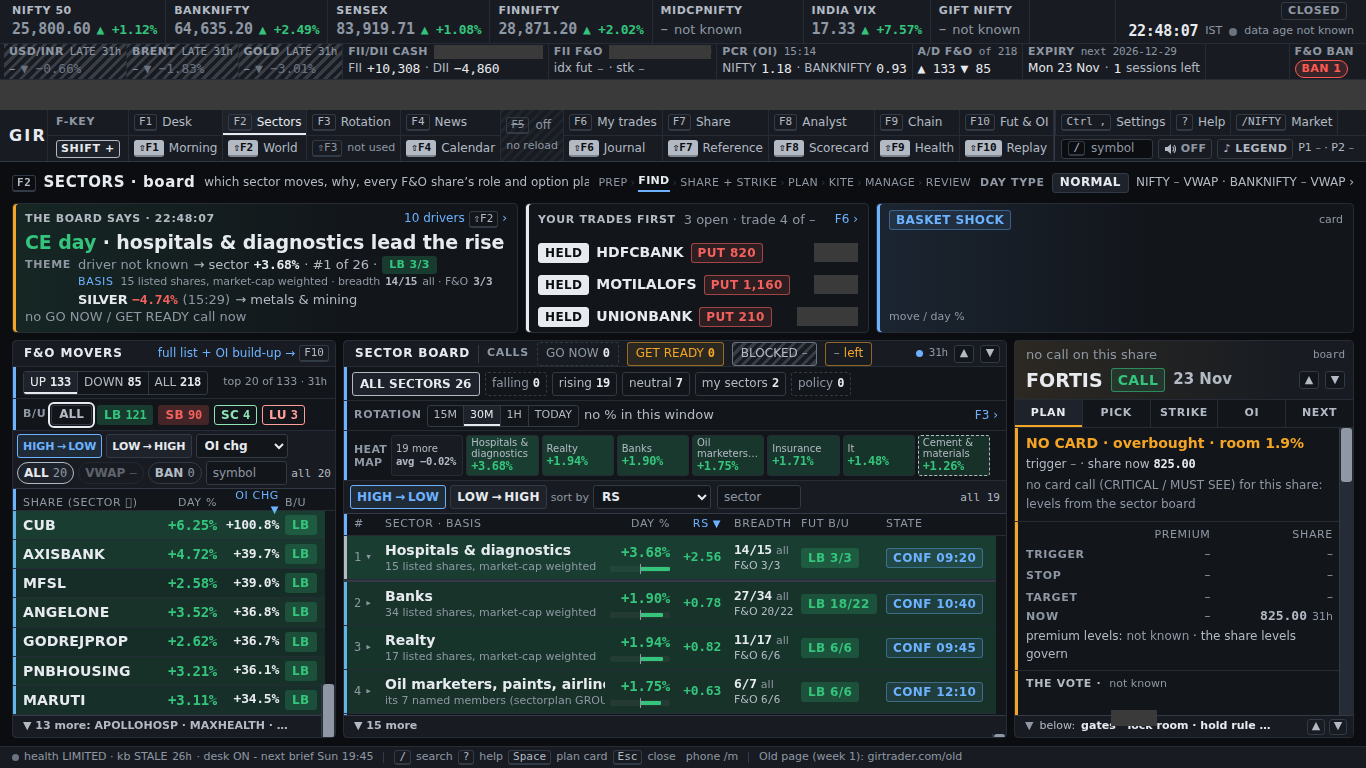 NIFTY 50 BANKNIFTY SENSEX FINNIFTY MIDCPNIFTY INDIA VIX GIFT NIFTY CLOSED
25,800.60 ▲ +1.12% 64,635.20 ▲ +2.49% 83,919.71 ▲ +1.08% 28,871.20 ▲ +2.02% – not known 17.33 ▲ +7.57% – not known 22:48:07 IST ● data age not known
USD/INR LATE 31h BRENT LATE 31h GOLD LATE 31h FII/DII CASH FII F&O PCR (OI) 15:14 A/D F&O of 218 EXPIRY next 2026-12-29 F&O BAN
– ▼ −0.66% – ▼ −1.83% – ▼ −3.01% FII +10,308 · DII −4,860 idx fut – · stk – NIFTY 1.18 · BANKNIFTY 0.93 ▲ 133 ▼ 85 Mon 23 Nov · 1 sessions left BAN 1
GIR F-KEY F1 Desk F2 Sectors F3 Rotation F4 News F5 off F6 My trades F7 Share F8 Analyst F9 Chain F10 Fut & OI Ctrl , Settings ? Help /NIFTY Market
SHIFT + ⇧F1 Morning ⇧F2 World ⇧F3 not used ⇧F4 Calendar no reload ⇧F6 Journal ⇧F7 Reference ⇧F8 Scorecard ⇧F9 Health ⇧F10 Replay / symbol OFF ♪ LEGEND P1 – · P2 –
F2 SECTORS · board which sector moves, why, every F&O share's role and option pla PREP › FIND › SHARE + STRIKE › PLAN › KITE › MANAGE › REVIEW DAY TYPE NORMAL NIFTY – VWAP · BANKNIFTY – VWAP ›
THE BOARD SAYS · 22:48:07 10 drivers ⇧F2 ›
CE day · hospitals & diagnostics lead the rise
THEME driver not known → sector +3.68% · #1 of 26 · LB 3/3
BASIS 15 listed shares, market-cap weighted · breadth 14/15 all · F&O 3/3
SILVER −4.74% (15:29) → metals & mining
no GO NOW / GET READY call now
YOUR TRADES FIRST 3 open · trade 4 of – F6 ›
HELD HDFCBANK PUT 820
HELD MOTILALOFS PUT 1,160
HELD UNIONBANK PUT 210
BASKET SHOCK card
move / day %
F&O MOVERS full list + OI build-up → F10
UP 133 DOWN 85 ALL 218 top 20 of 133 · 31h
B/U ALL LB 121 SB 90 SC 4 LU 3
HIGH→LOW LOW→HIGH OI chg
ALL 20 VWAP – BAN 0 symbol all 20
SHARE (SECTOR ▯) DAY % OI CHG ▼ B/U
CUB +6.25% +100.8% LB
AXISBANK +4.72% +39.7% LB
MFSL +2.58% +39.0% LB
ANGELONE +3.52% +36.8% LB
GODREJPROP +2.62% +36.7% LB
PNBHOUSING +3.21% +36.1% LB
MARUTI +3.11% +34.5% LB
▼ 13 more: APOLLOHOSP · MAXHEALTH · …
SECTOR BOARD CALLS GO NOW 0 GET READY 0 BLOCKED – – left ● 31h ▲ ▼
ALL SECTORS 26 falling 0 rising 19 neutral 7 my sectors 2 policy 0
ROTATION 15M 30M 1H TODAY no % in this window F3 ›
HEAT MAP 19 more avg −0.02% Hospitals & diagnostics +3.68% Realty +1.94% Banks +1.90% Oil marketers… +1.75% Insurance +1.71% It +1.48% Cement & materials +1.26%
HIGH→LOW LOW→HIGH sort by RS sector all 19
# SECTOR · BASIS DAY % RS ▼ BREADTH FUT B/U STATE
1 ▾ Hospitals & diagnostics +3.68% +2.56 14/15 all LB 3/3 CONF 09:20
15 listed shares, market-cap weighted F&O 3/3
2 ▸ Banks +1.90% +0.78 27/34 all LB 18/22 CONF 10:40
34 listed shares, market-cap weighted F&O 20/22
3 ▸ Realty +1.94% +0.82 11/17 all LB 6/6 CONF 09:45
17 listed shares, market-cap weighted F&O 6/6
4 ▸ Oil marketers, paints, airline +1.75% +0.63 6/7 all LB 6/6 CONF 12:10
its 7 named members (sectorplan GROU F&O 6/6
▼ 15 more
no call on this share board
FORTIS CALL 23 Nov ▲ ▼
PLAN PICK STRIKE OI NEXT
NO CARD · overbought · room 1.9%
trigger – · share now 825.00
no card call (CRITICAL / MUST SEE) for this share:
levels from the sector board
PREMIUM SHARE
TRIGGER – –
STOP – –
TARGET – –
NOW – 825.00 31h
premium levels: not known · the share levels
govern
THE VOTE · not known
▼ below: gates room · hold rule … ▲ ▼
● health LIMITED · kb STALE 26h · desk ON - next brief Sun 19:45 / search ? help Space plan card Esc close phone /m Old page (week 1): girtrader.com/old